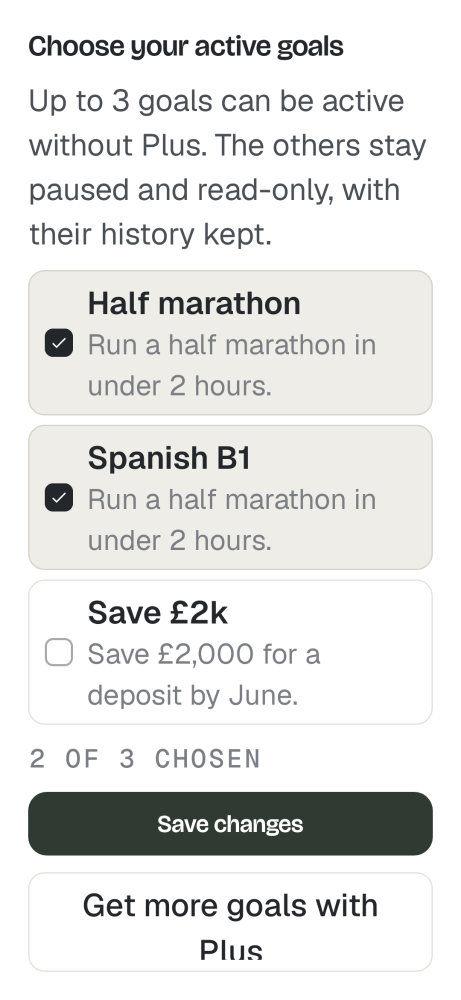 Choose your active goals
Up to 3 goals can be active
without Plus. The others stay
paused and read-only, with
their history kept.
Half marathon
Run a half marathon in
under 2 hours.
Spanish B1
Run a half marathon in
under 2 hours.
Save £2k
Save £2,000 for a
deposit by June.
2 OF 3 CHOSEN
Save changes
Get more goals with
Plus